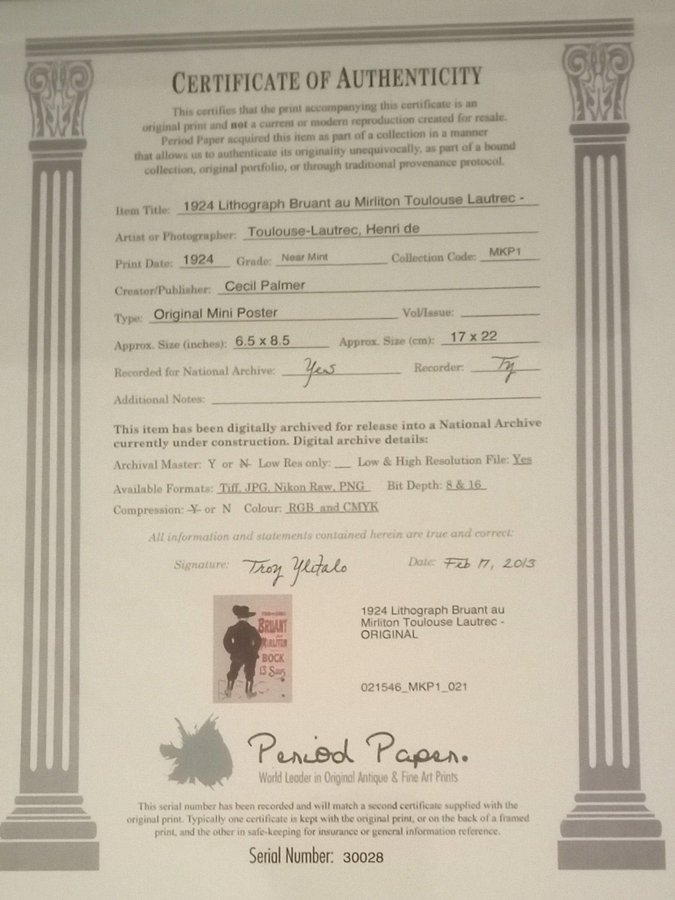 CERTIFICATE OF AUTHENTICITY
This certifies that the print accompanying this certificate is an
original print and not a current or modern reproduction created for resale.
Period Paper acquired this item as part of a collection in a manner
that allows us to authenticate its originality unequivocally, as part of a bound
collection, original portfolio, or through traditional provenance protocol.
Item Title: 1924 Lithograph Bruant au Mirliton Toulouse Lautrec -
Artist or Photographer: Toulouse-Lautrec, Henri de
Print Date: 1924 Grade: Near Mint Collection Code: MKP1
Creator/Publisher: Cecil Palmer
Type: Original Mini Poster Vol/Issue:
Approx. Size (inches): 6.5 x 8.5 Approx. Size (cm): 17 x 22
Recorded for National Archive: Yes Recorder: Ty
Additional Notes:
This item has been digitally archived for release into a National Archive
currently under construction. Digital archive details:
Archival Master: Y or N Low Res only: __ Low & High Resolution File: Yes
Available Formats: Tiff, JPG, Nikon Raw, PNG Bit Depth: 8 & 16
Compression: Y or N Colour: RGB and CMYK
All information and statements contained herein are true and correct:
Signature: Troy Ylitalo Date: Feb 17, 2013
BRUANT
au
MIRLITON
BOCK
13 Sous
1924 Lithograph Bruant au
Mirliton Toulouse Lautrec -
ORIGINAL
021546_MKP1_021
Period Paper.
World Leader in Original Antique & Fine Art Prints
This serial number has been recorded and will match a second certificate supplied with the
original print. Typically one certificate is kept with the original print, or on the back of a framed
print, and the other in safe-keeping for insurance or general information reference.
Serial Number: 30028